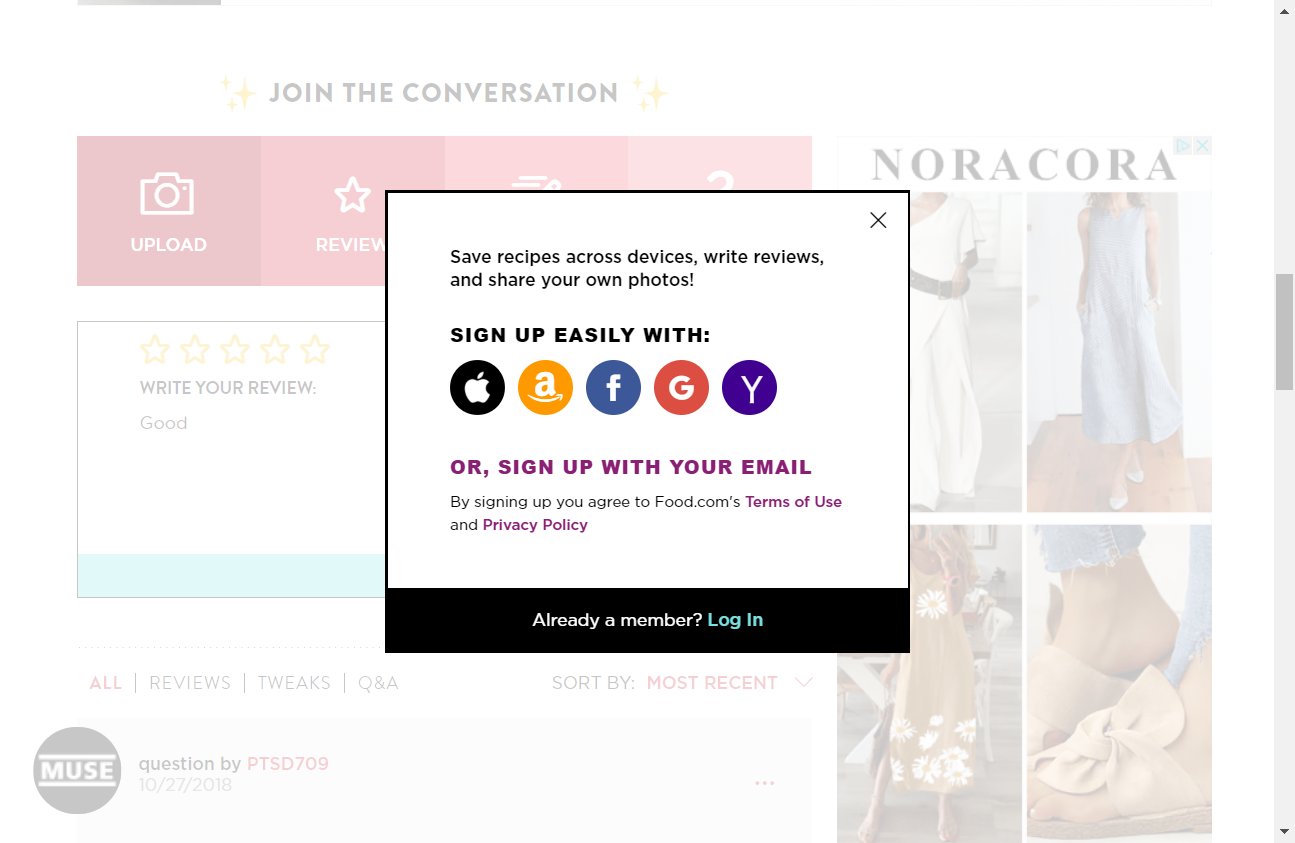 JOIN THE CONVERSATION
NORACORA
UPLOAD
REVIEW
Save recipes across devices, write reviews,
and share your own photos!
SIGN UP EASILY WITH:
OR, SIGN UP WITH YOUR EMAIL
By signing up you agree to Food.com's Terms of Use
and Privacy Policy
Already a member? Log In
WRITE YOUR REVIEW:
Good
ALL | REVIEWS | TWEAKS | Q&A
SORT BY: MOST RECENT
MUSE
question by PTSD709
10/27/2018
...